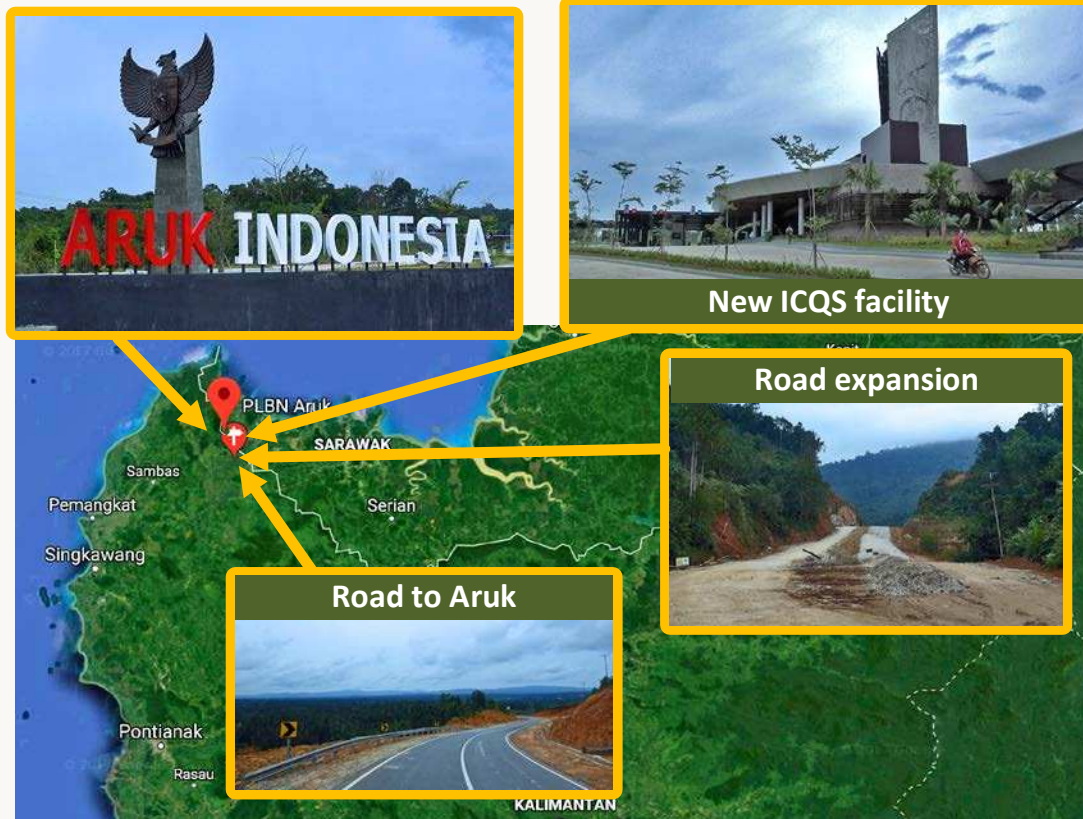 ARUK INDONESIA
New ICQS facility
Road expansion
PLBN Aruk
SARAWAK
Sambas
Serian
Pemangkat
Singkawang
Road to Aruk
Pontianak
Rasau
KALIMANTAN